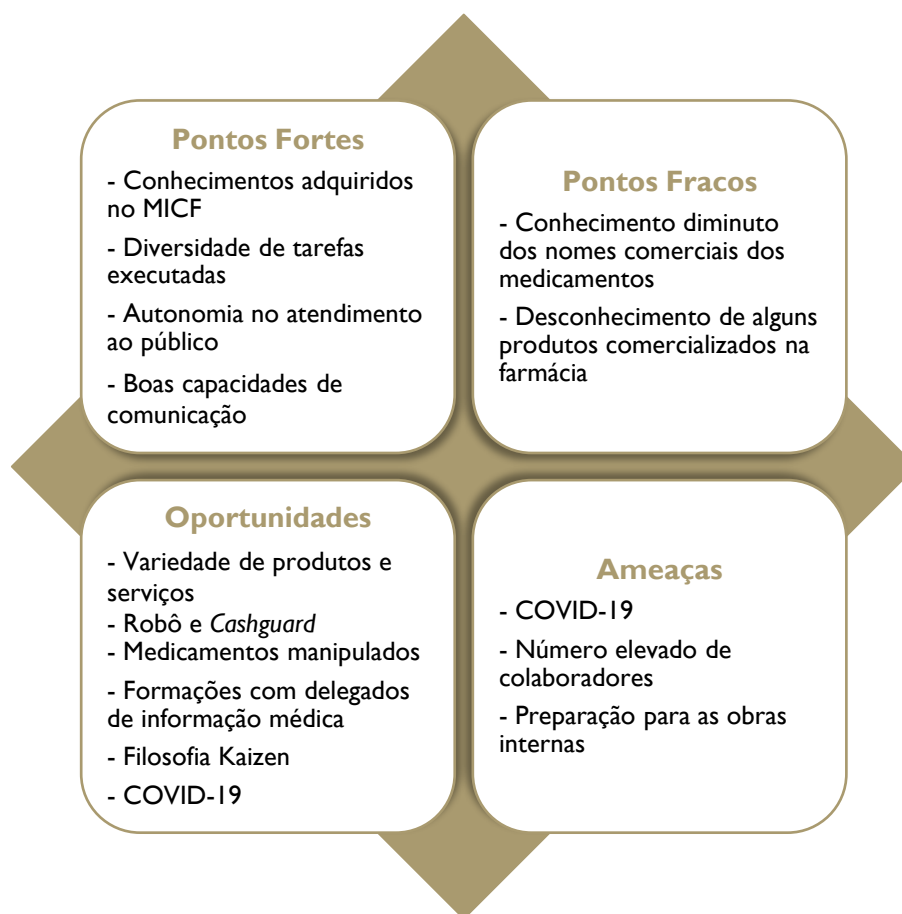 Pontos Fortes
- Conhecimentos adquiridos
no MICF
- Diversidade de tarefas
executadas
- Autonomia no atendimento
ao público
- Boas capacidades de
comunicação
Pontos Fracos
- Conhecimento diminuto
dos nomes comerciais dos
medicamentos
- Desconhecimento de alguns
produtos comercializados na
farmácia
Oportunidades
- Variedade de produtos e
serviços
- Robô e Cashguard
- Medicamentos manipulados
- Formações com delegados
de informação médica
- Filosofia Kaizen
- COVID-19
Ameaças
- COVID-19
- Número elevado de
colaboradores
- Preparação para as obras
internas